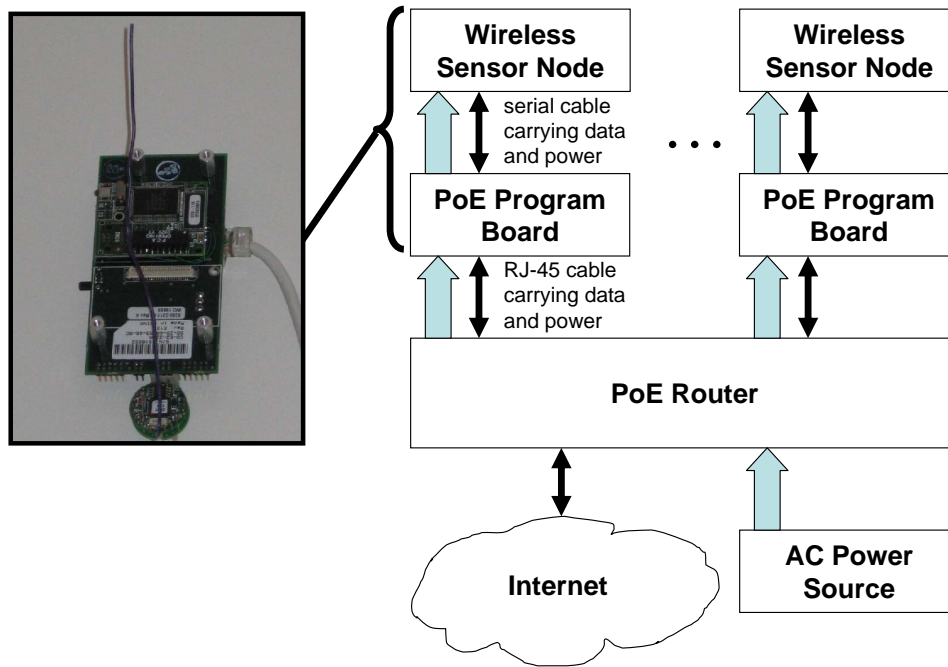 Wireless
Sensor Node
Wireless
Sensor Node
serial cable
carrying data
and power
. . .
PoE Program
Board
PoE Program
Board
RJ-45 cable
carrying data
and power
PoE Router
Internet
AC Power
Source